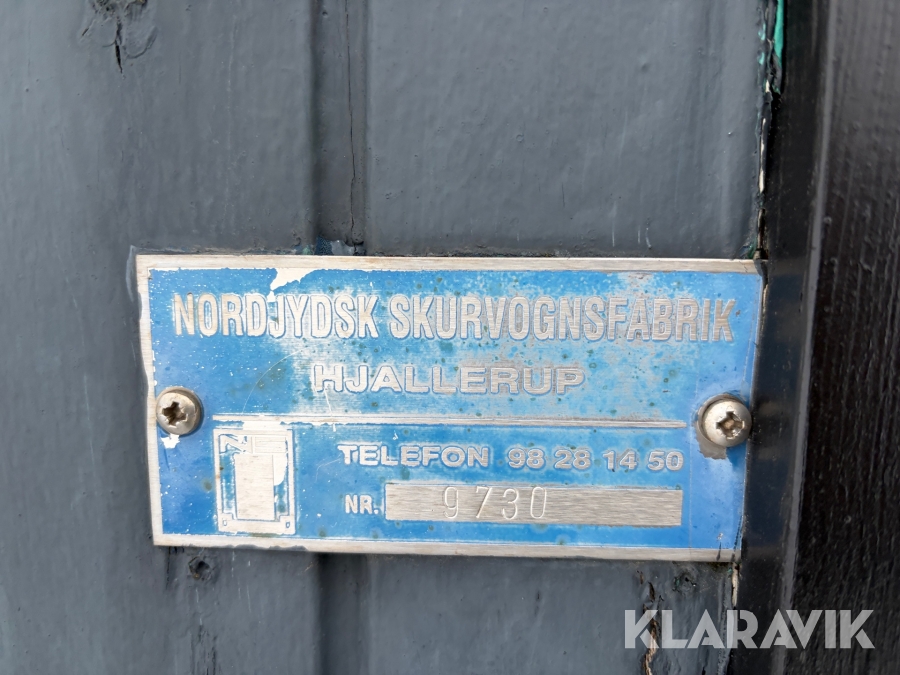 NORDJYDSK SKURVOGNSFABRIK
HJALLERUP
TELEFON 98 28 14 50
NR. 9730
KLARAVIK